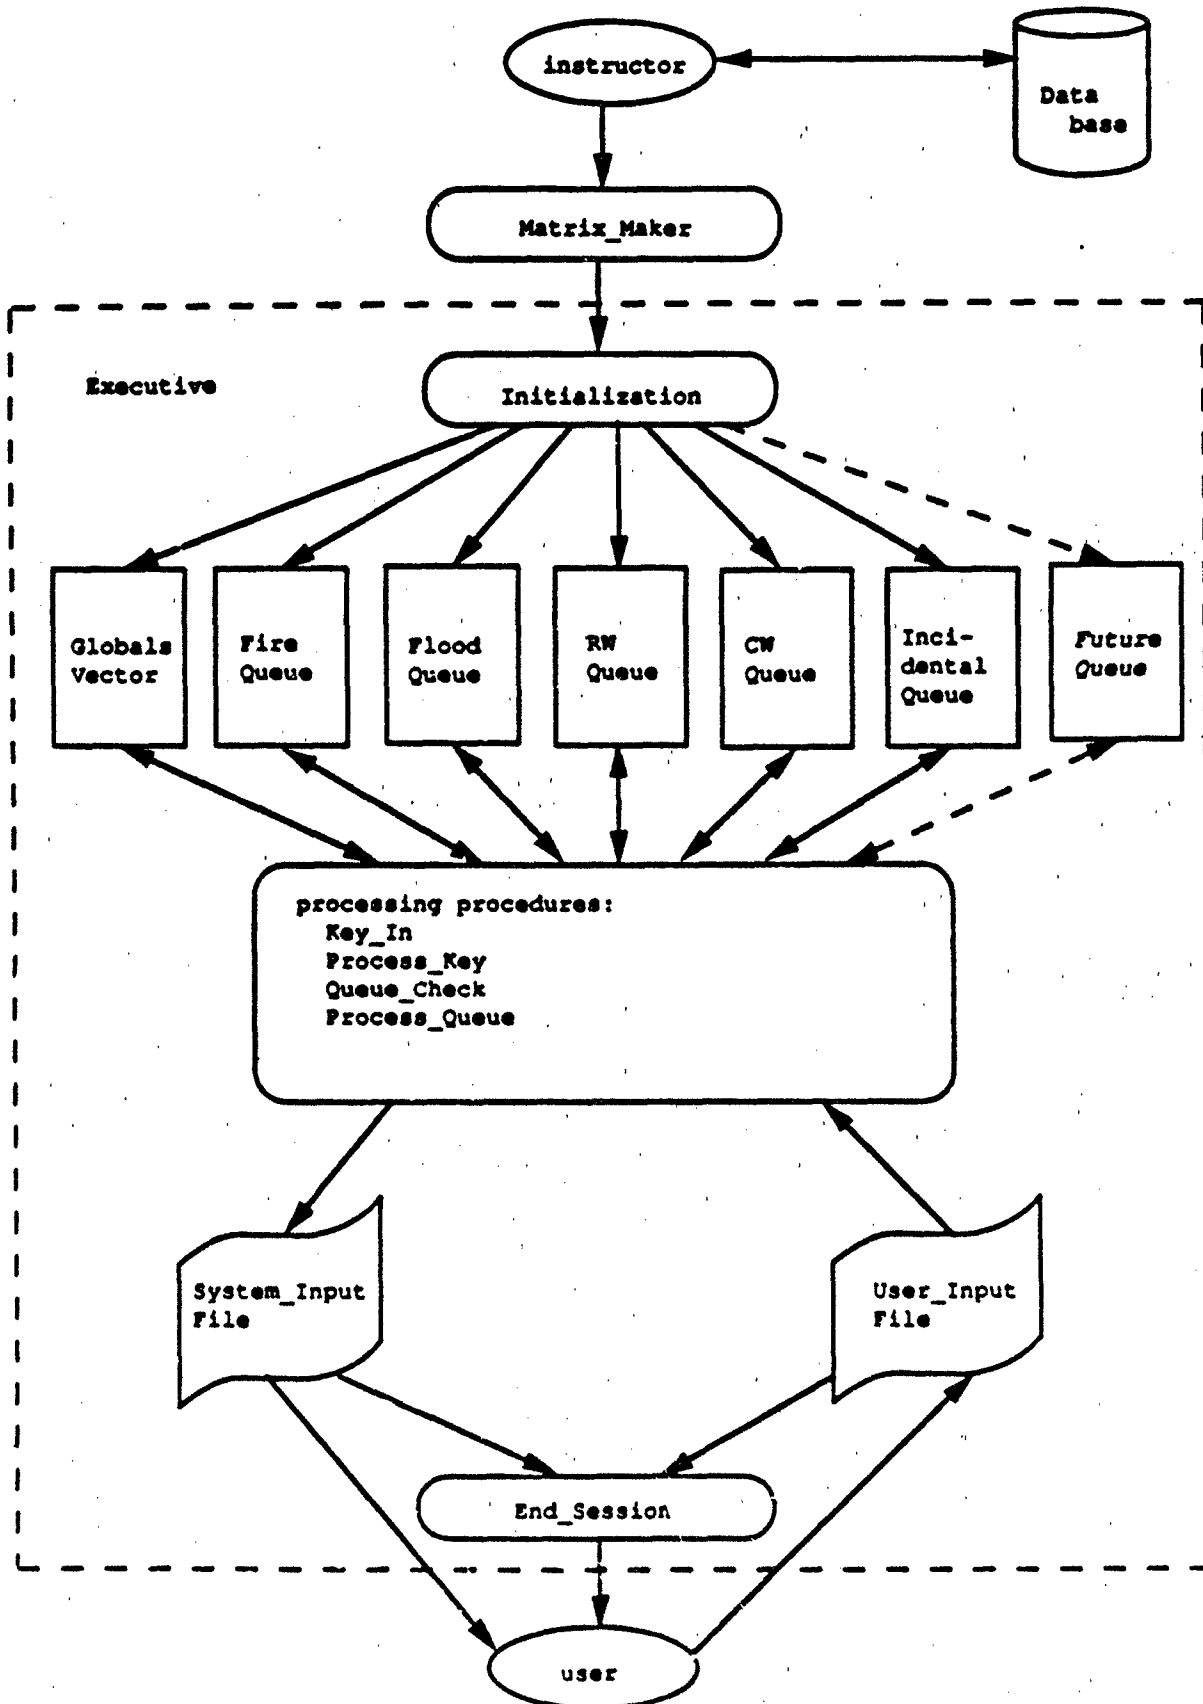 instructor
Data
base
Matrix_Maker
Executive
Initialization
Globals
Vector
Fire
Queue
Flood
Queue
RW
Queue
CW
Queue
Inci-
dental
Queue
Future
Queue
processing procedures:
Key_In
Process_Key
Queue_Check
Process_Queue
System_Input
File
User_Input
File
End_Session
user